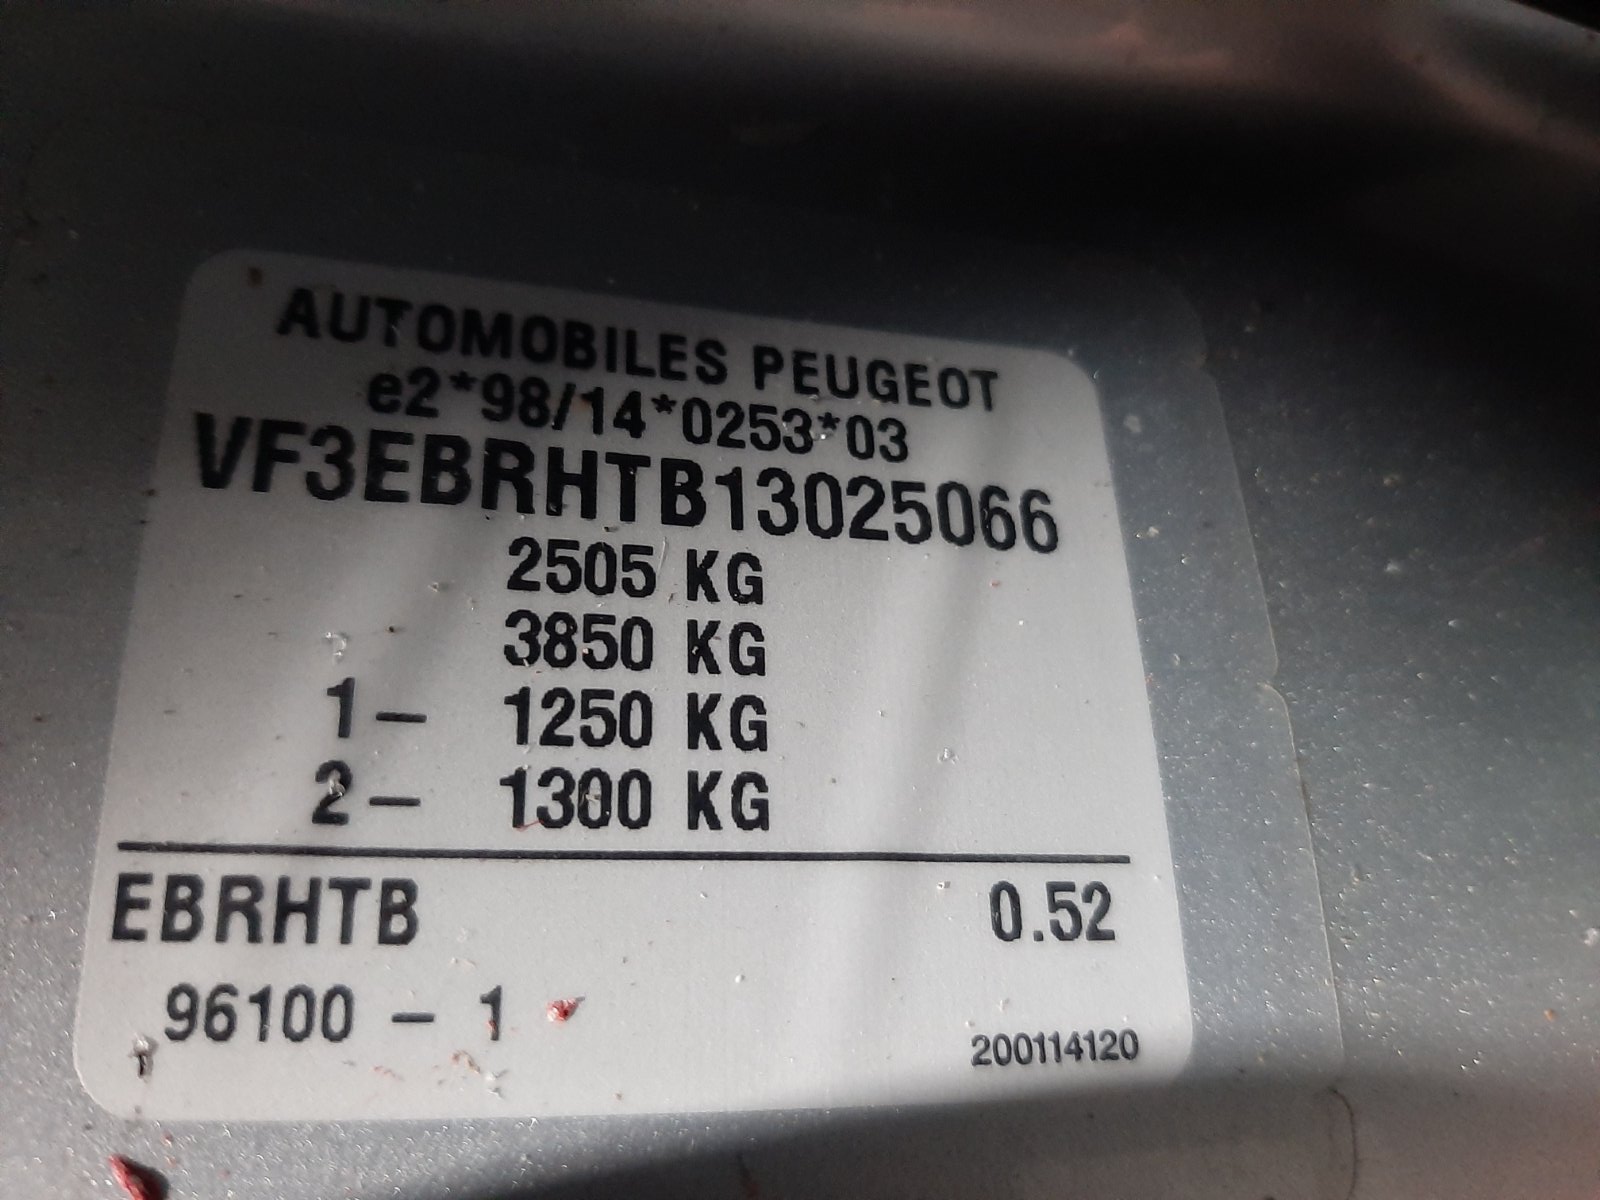 AUTOMOBILES PEUGEOT
e2*98/14*0253*03
VF3EBRHTB13025066
2505 KG
3850 KG
1- 1250 KG
2- 1300 KG
EBRHTB 0.52
96100 - 1
200114120